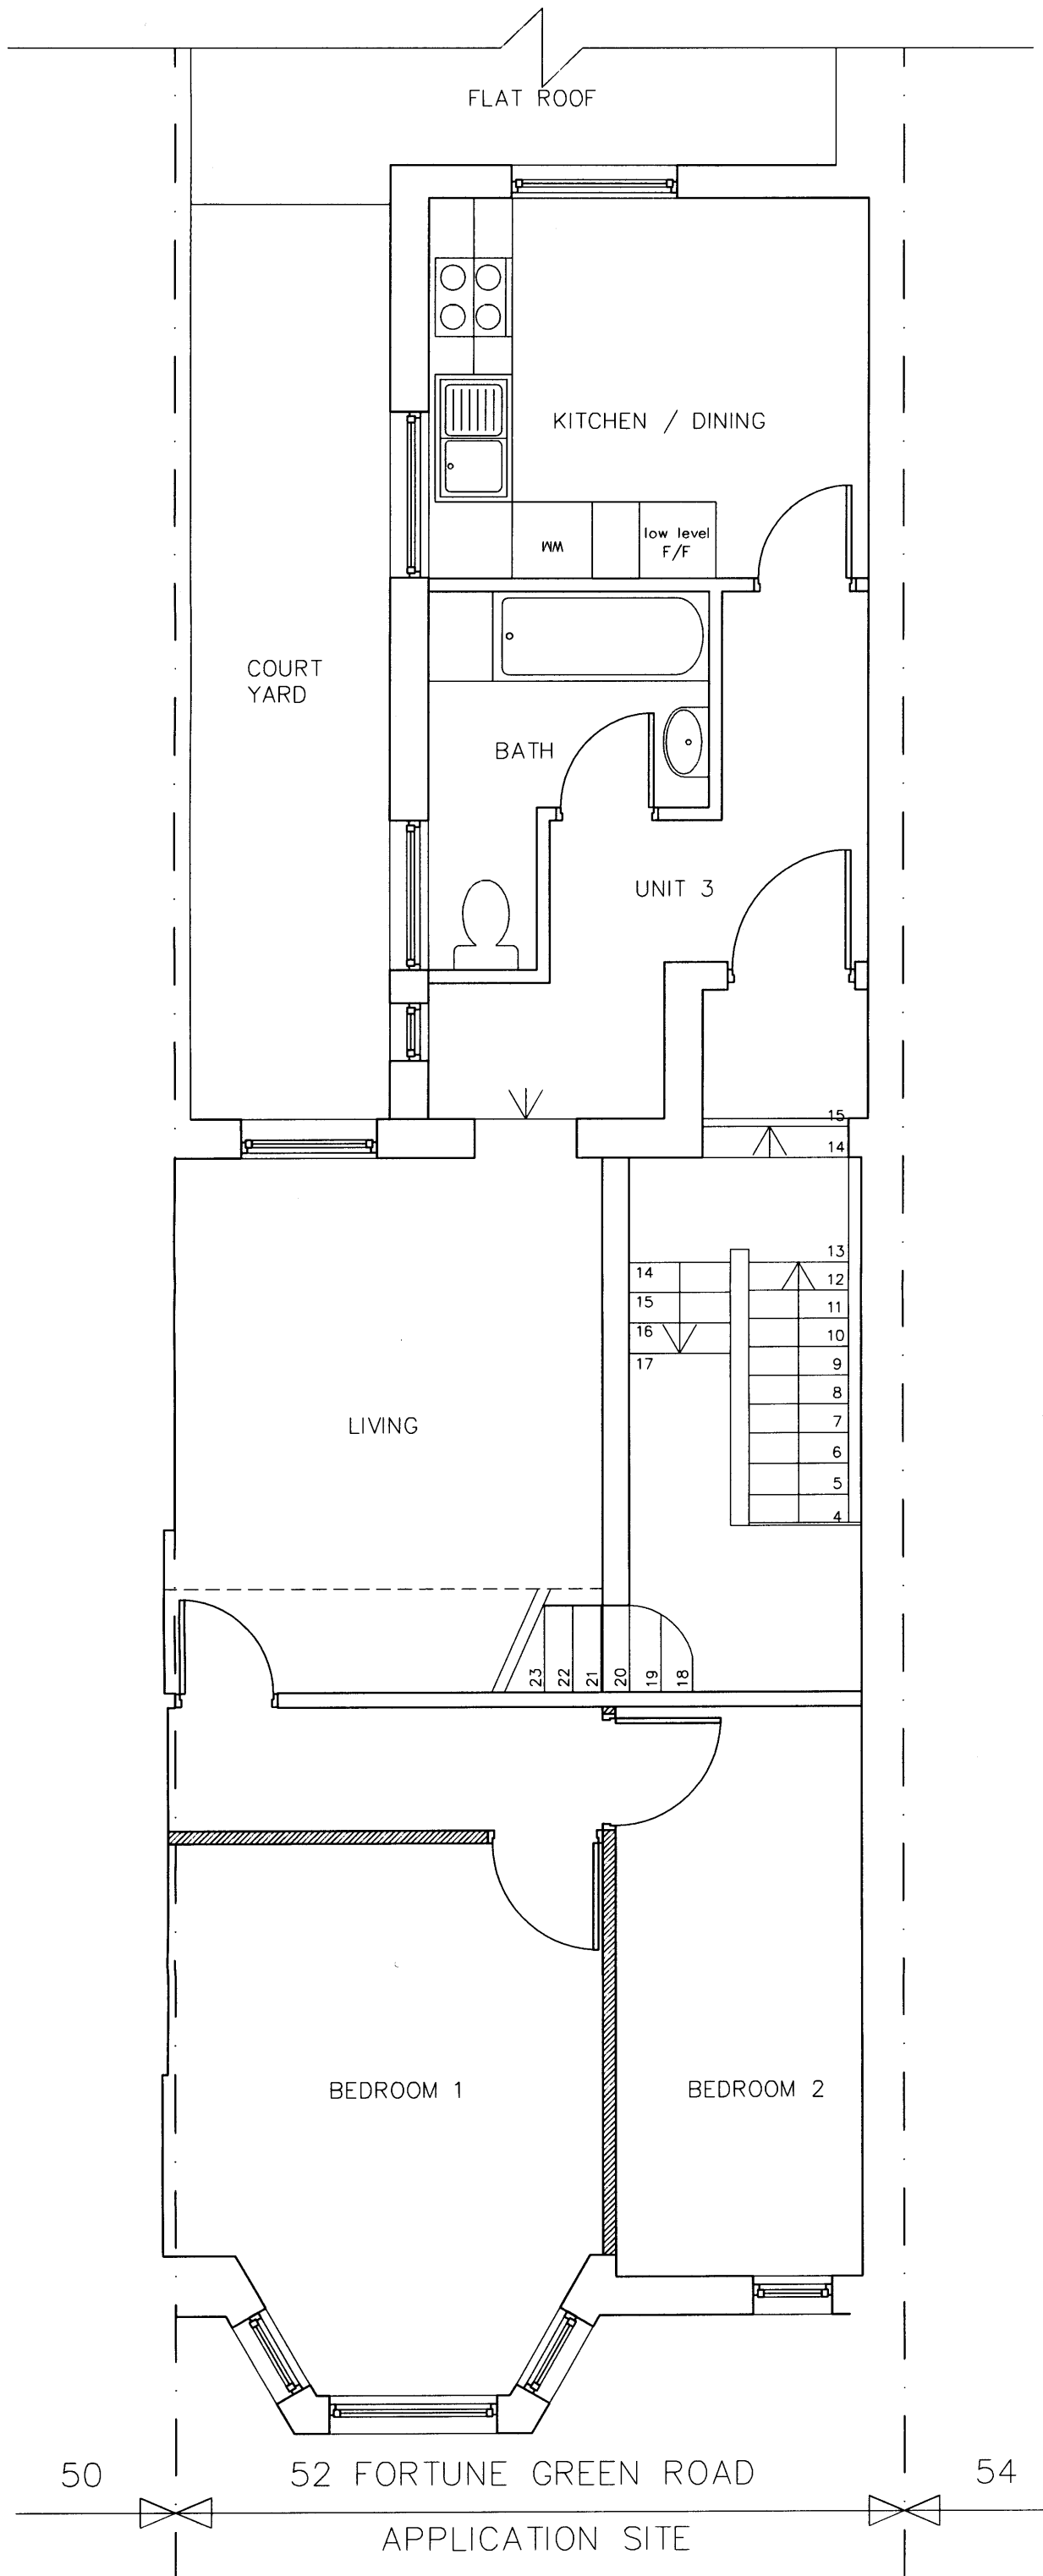 FLAT ROOF
KITCHEN / DINING
WM
low level
F/F
COURT
YARD
BATH
UNIT 3
15
14
13
12
11
10
9
8
7
6
5
4
14
15
16
17
LIVING
23
22
21
20
19
18
BEDROOM 1
BEDROOM 2
50
52 FORTUNE GREEN ROAD
54
APPLICATION SITE